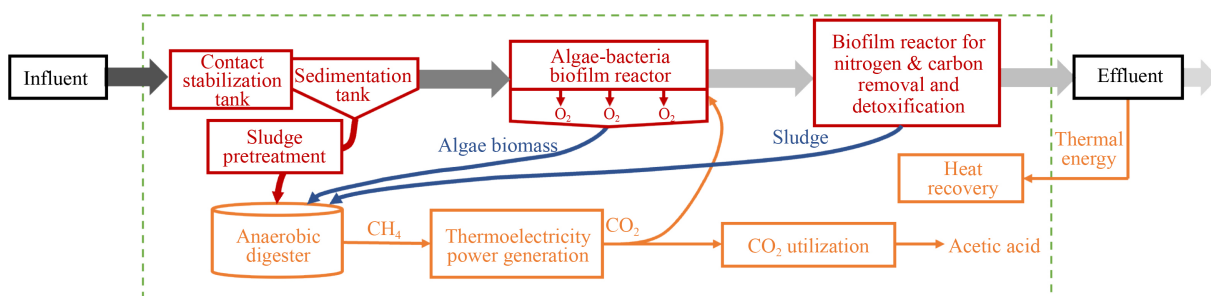 Influent
Contact
stabilization
tank
Sedimentation
tank
Sludge
pretreatment
Algae-bacteria
biofilm reactor
O₂ O₂ O₂
Biofilm reactor for
nitrogen & carbon
removal and
detoxification
Effluent
Algae biomass
Sludge
Thermal
energy
Heat
recovery
Anaerobic
digester
CH₄
Thermoelectricity
power generation
CO₂
CO₂ utilization
Acetic acid